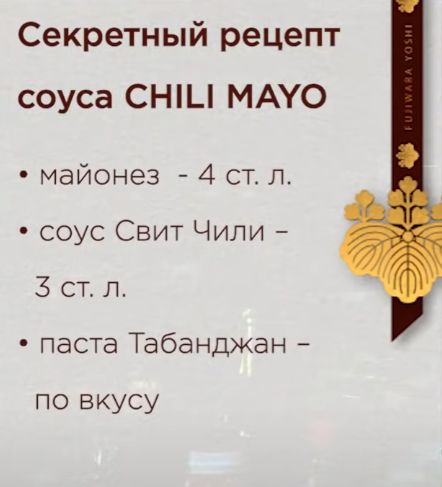 Секретный рецепт
соуса CHILI MAYO
• майонез - 4 ст. л.
• соус Свит Чили –
3 ст. л.
• паста Табанджан –
по вкусу
FUJIWARA YOSHI